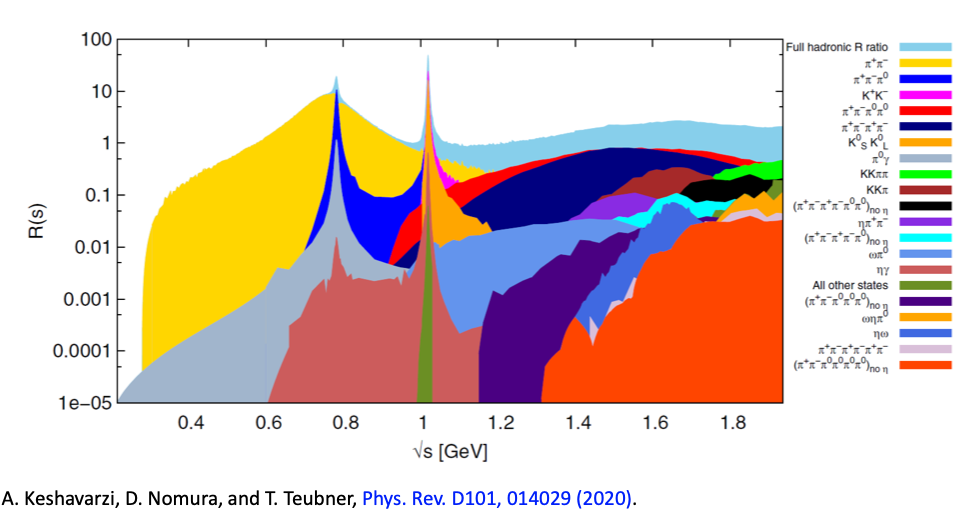 100
10
1
0.1
0.01
0.001
0.0001
1e−05
R(s)
0.4 0.6 0.8 1 1.2 1.4 1.6 1.8
√s [GeV]
Full hadronic R ratio
π⁺π⁻
π⁺π⁻π⁰
K⁺K⁻
π⁺π⁻π⁰π⁰
π⁺π⁻π⁺π⁻
K⁰S K⁰L
π⁰γ
KKππ
KKπ
(π⁺π⁻π⁺π⁻π⁰π⁰)no η
ηπ⁺π⁻
(π⁺π⁻π⁺π⁻π⁰)no η
ωπ⁰
ηγ
All other states
(π⁺π⁻π⁰π⁰π⁰)no η
ωηπ⁰
ηω
π⁺π⁻π⁺π⁻π⁺π⁻
(π⁺π⁻π⁰π⁰π⁰π⁰)no η
A. Keshavarzi, D. Nomura, and T. Teubner, Phys. Rev. D101, 014029 (2020).